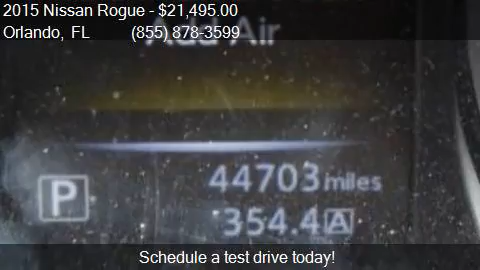 2015 Nissan Rogue - $21,495.00
Orlando, FL (855) 878-3599
Add Air
44703 miles
P
354.4 A
Schedule a test drive today!